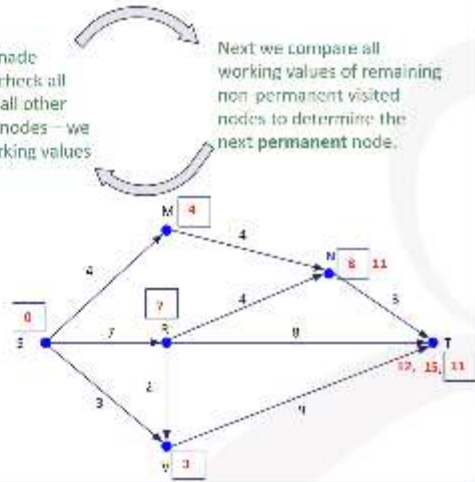 made
check all
all other
nodes – we
rking values
Next we compare all
working values of remaining
non-permanent visited
nodes to determine the
next permanent node.
M 4
4
4
N 8 11
0
S
7
7
R
4
3
8
T
12, 15, 11
3
2
9
V 3